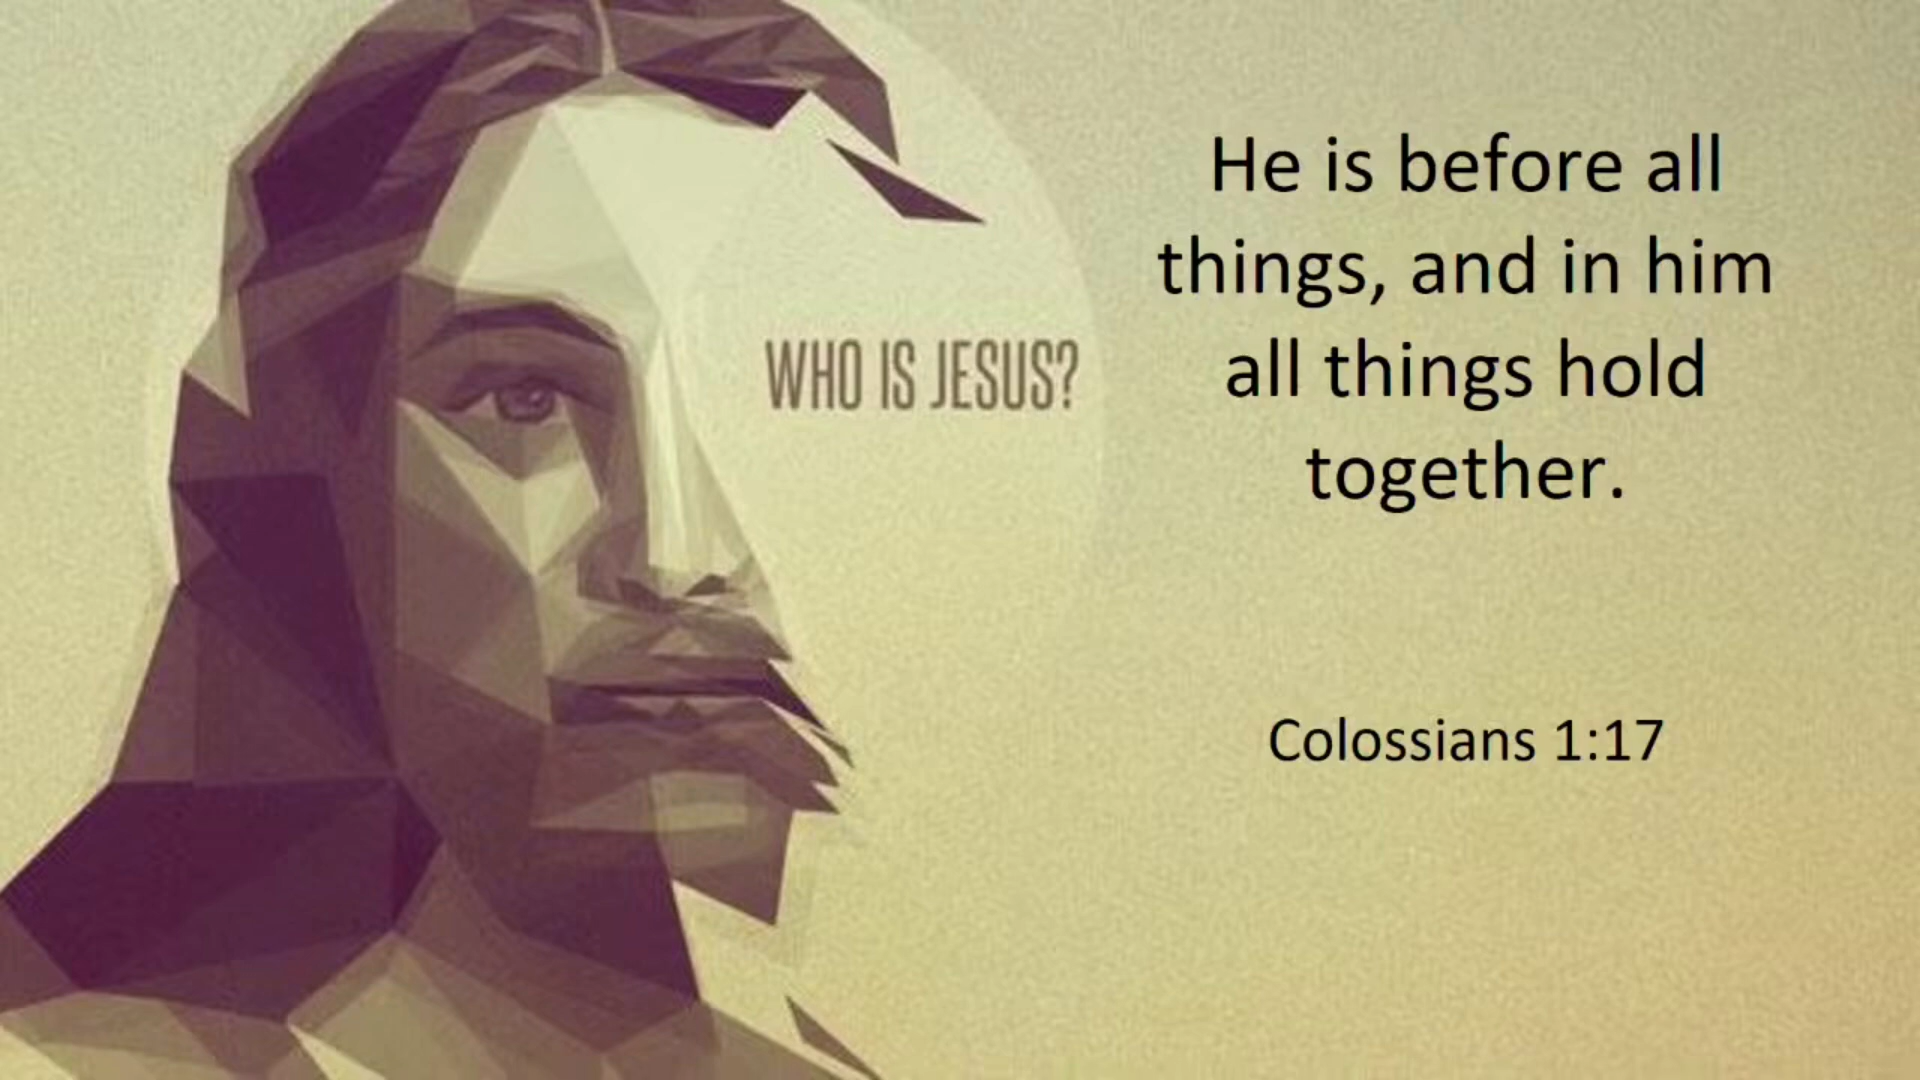 WHO IS JESUS?
He is before all
things, and in him
all things hold
together.
Colossians 1:17